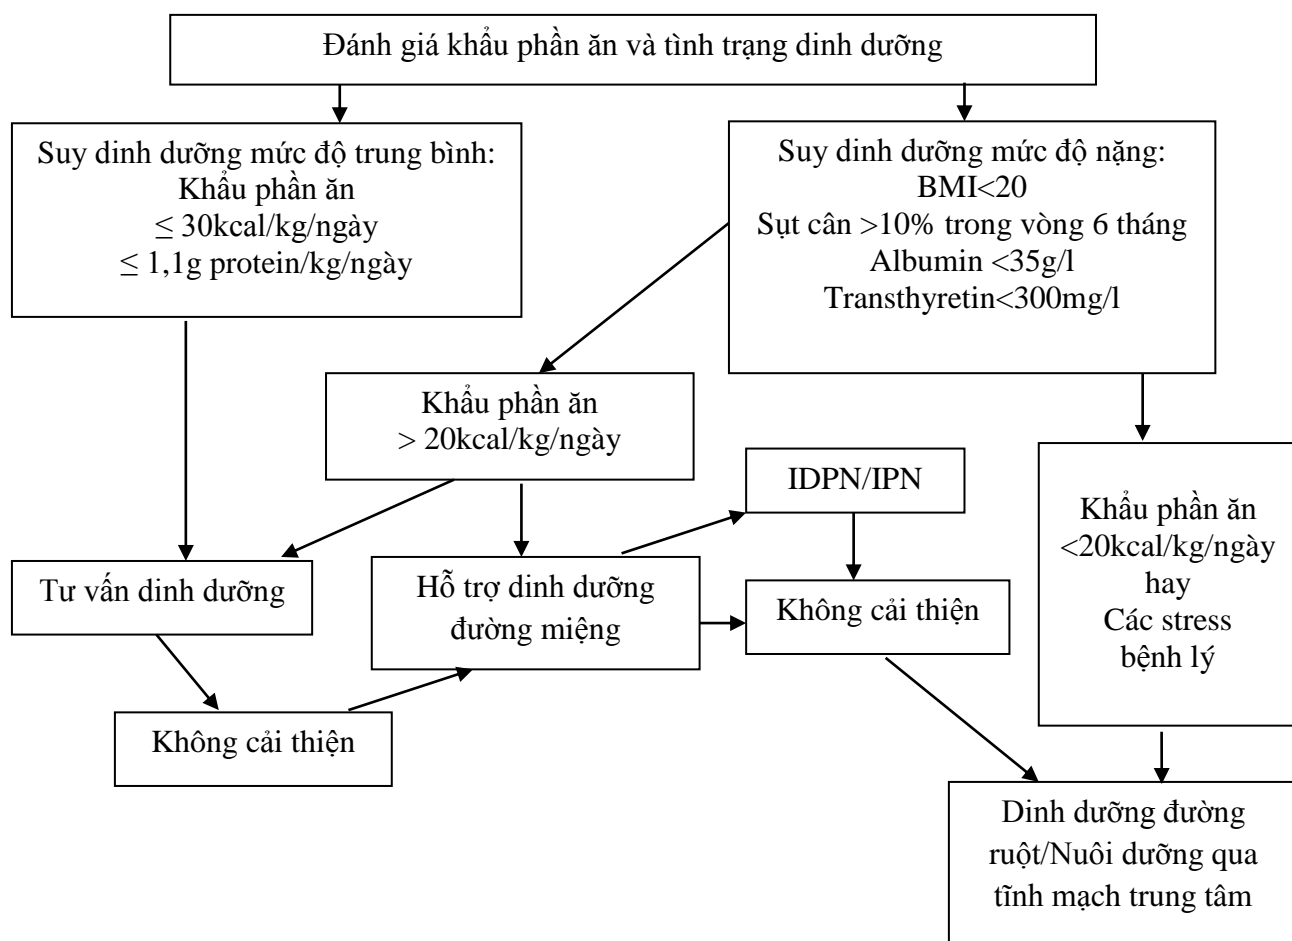 Đánh giá khẩu phần ăn và tình trạng dinh dưỡng
Suy dinh dưỡng mức độ trung bình:
Khẩu phần ăn
≤ 30kcal/kg/ngày
≤ 1,1g protein/kg/ngày
Suy dinh dưỡng mức độ nặng:
BMI<20
Sụt cân >10% trong vòng 6 tháng
Albumin <35g/l
Transthyretin<300mg/l
Khẩu phần ăn
> 20kcal/kg/ngày
IDPN/IPN
Khẩu phần ăn
<20kcal/kg/ngày
hay
Các stress
bệnh lý
Tư vấn dinh dưỡng
Hỗ trợ dinh dưỡng
đường miệng
Không cải thiện
Không cải thiện
Dinh dưỡng đường
ruột/Nuôi dưỡng qua
tĩnh mạch trung tâm